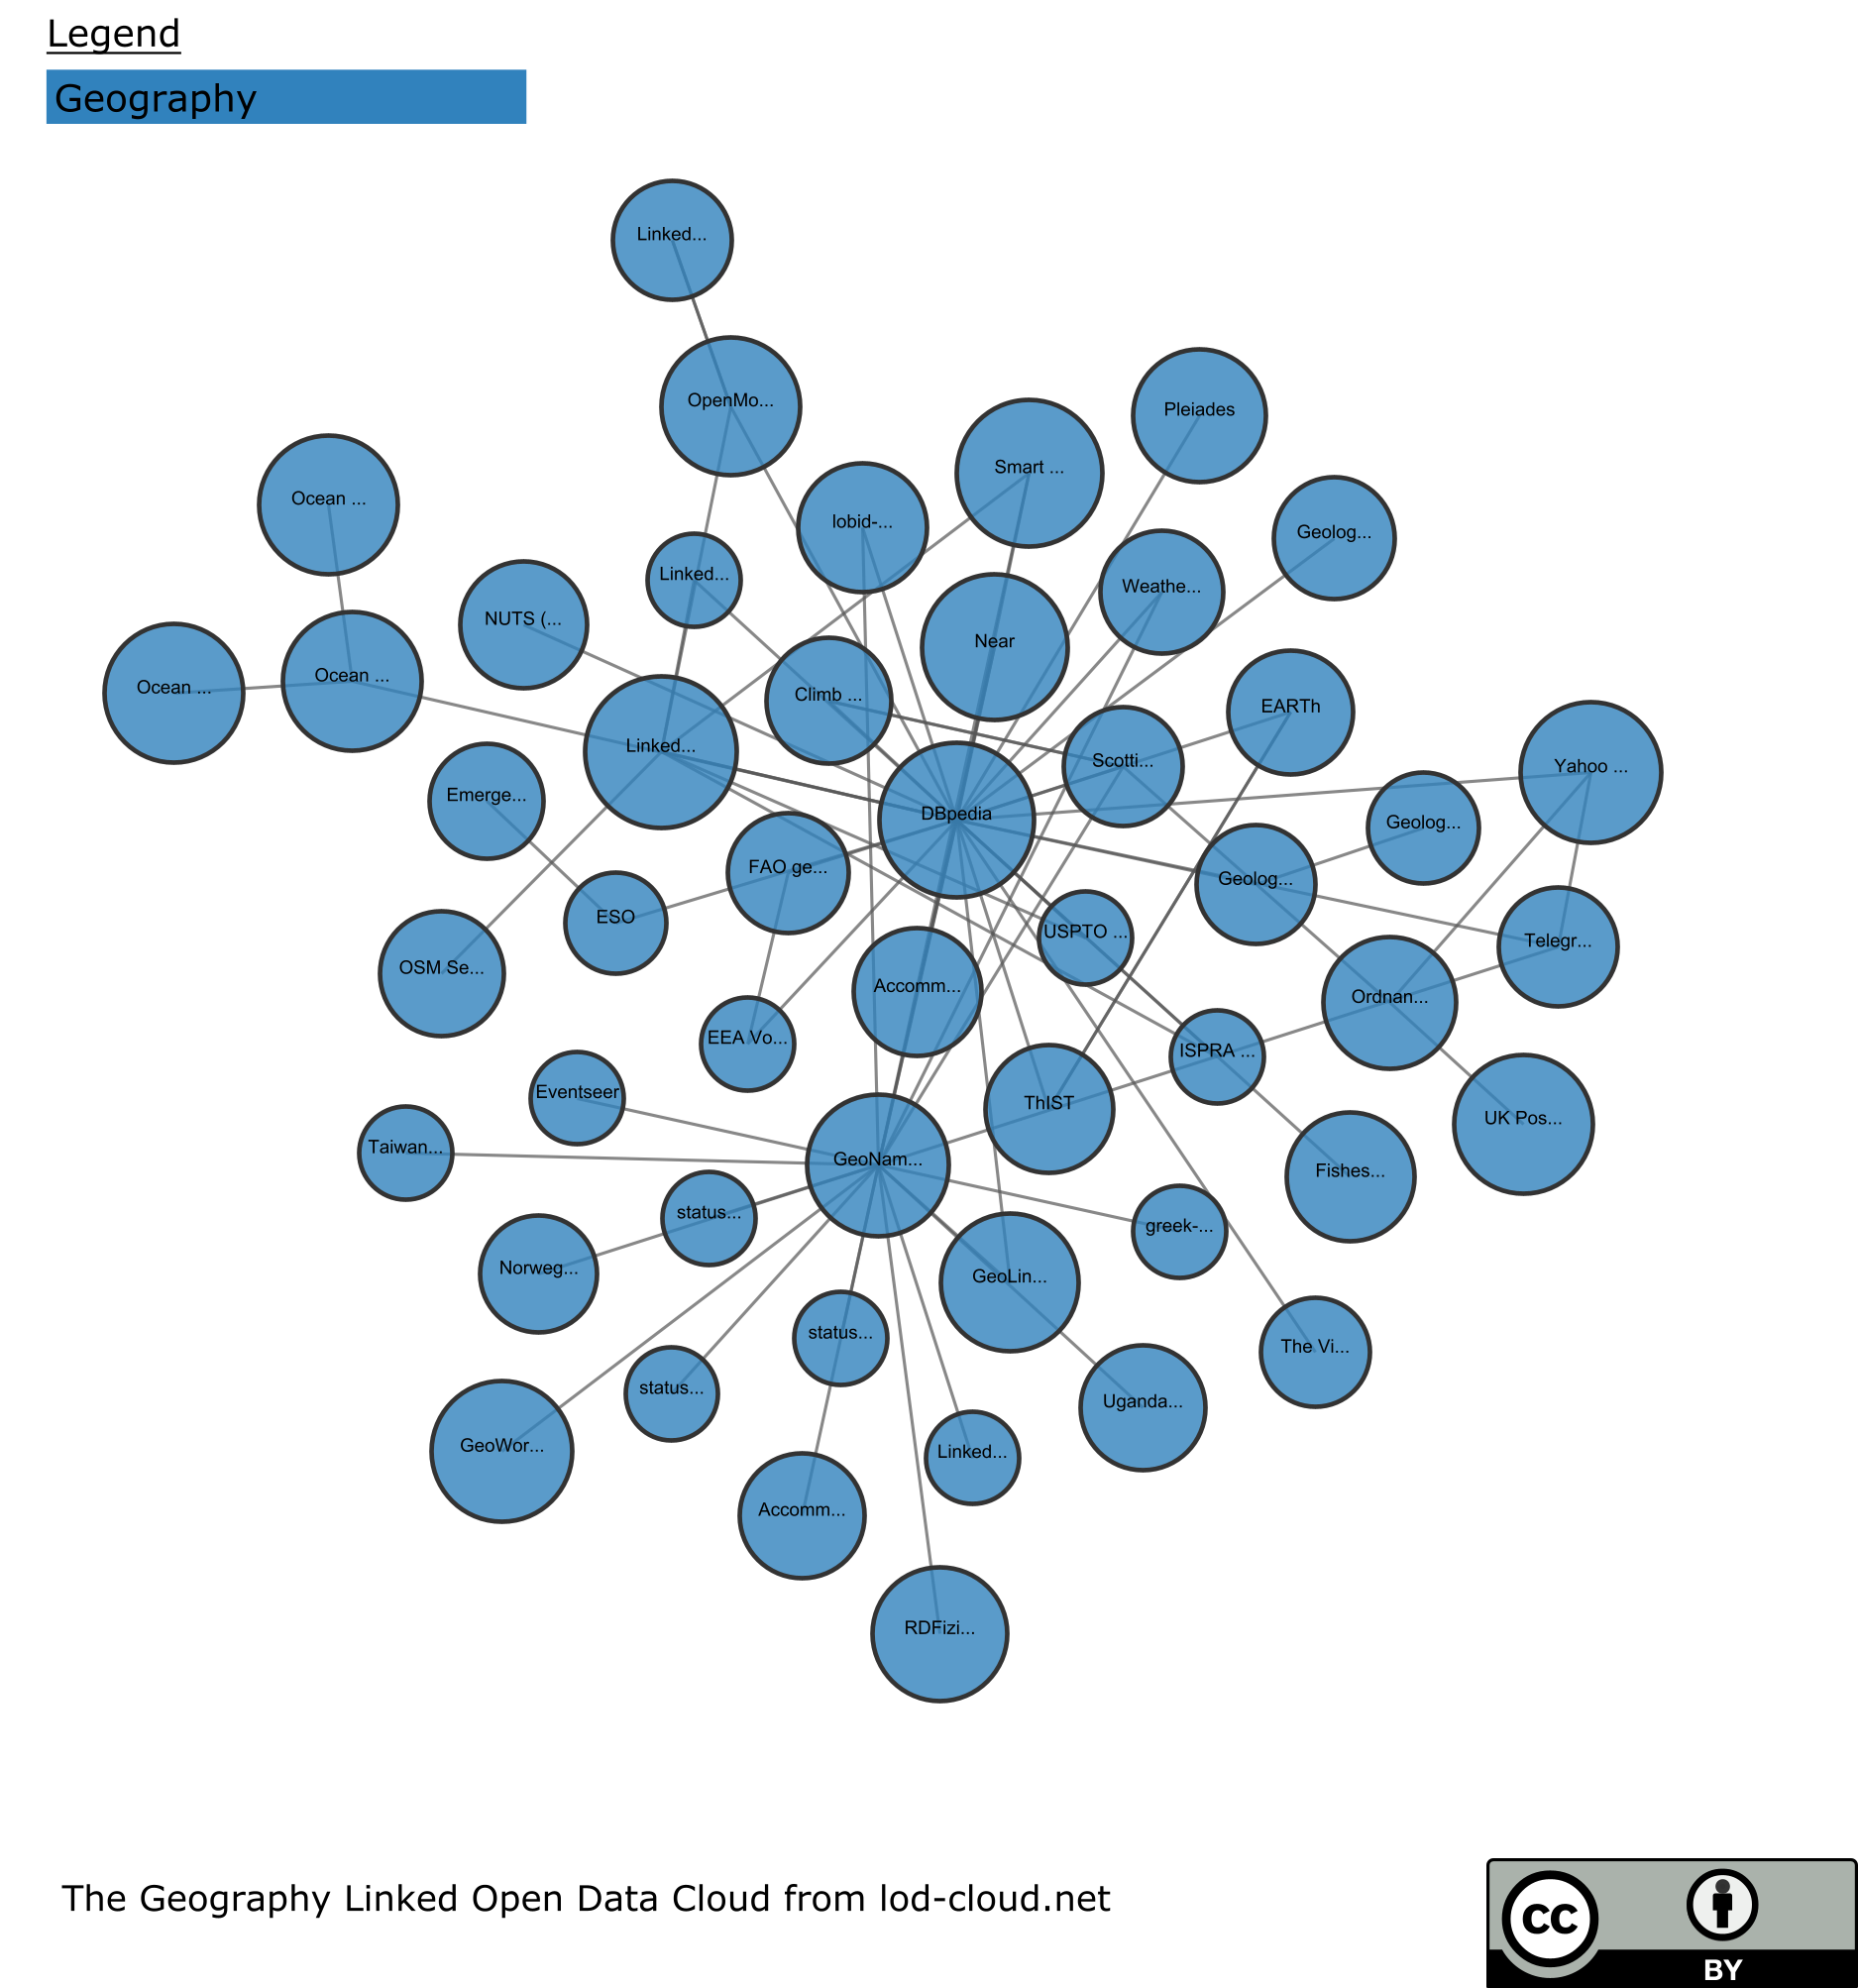 Legend
Geography
Linked...
OpenMo...
Pleiades
Smart ...
Ocean ...
lobid-...
Geolog...
Linked...
Weathe...
NUTS (...
Near
Ocean ...
Ocean ...
Climb ...
EARTh
Linked...
Scotti...
Yahoo ...
Emerge...
DBpedia
Geolog...
FAO ge...
Geolog...
ESO
USPTO ...
Telegr...
OSM Se...
Accomm...
Ordnan...
EEA Vo...
ISPRA ...
Eventseer
ThIST
UK Pos...
Taiwan...
GeoNam...
Fishes...
status...
greek-...
Norweg...
GeoLin...
status...
The Vi...
status...
Uganda...
GeoWor...
Linked...
Accomm...
RDFizi...
The Geography Linked Open Data Cloud from lod-cloud.net
cc
BY